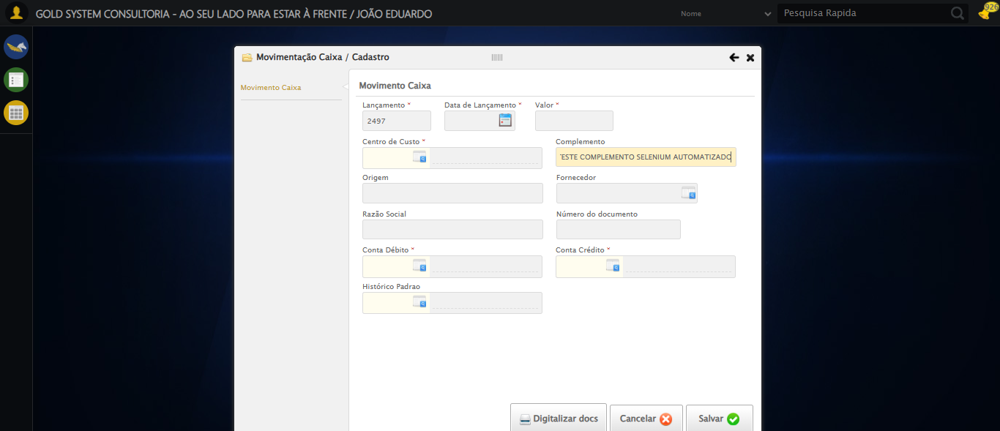 GOLD SYSTEM CONSULTORIA - AO SEU LADO PARA ESTAR À FRENTE / JOÃO EDUARDO
Nome
Pesquisa Rapida
926
Movimentação Caixa / Cadastro
Movimento Caixa
Movimento Caixa
Lançamento * Data de Lançamento * Valor *
2497
Centro de Custo * Complemento
TESTE COMPLEMENTO SELENIUM AUTOMATIZADO
Origem Fornecedor
Razão Social Número do documento
Conta Débito * Conta Crédito *
Histórico Padrao
Digitalizar docs Cancelar Salvar